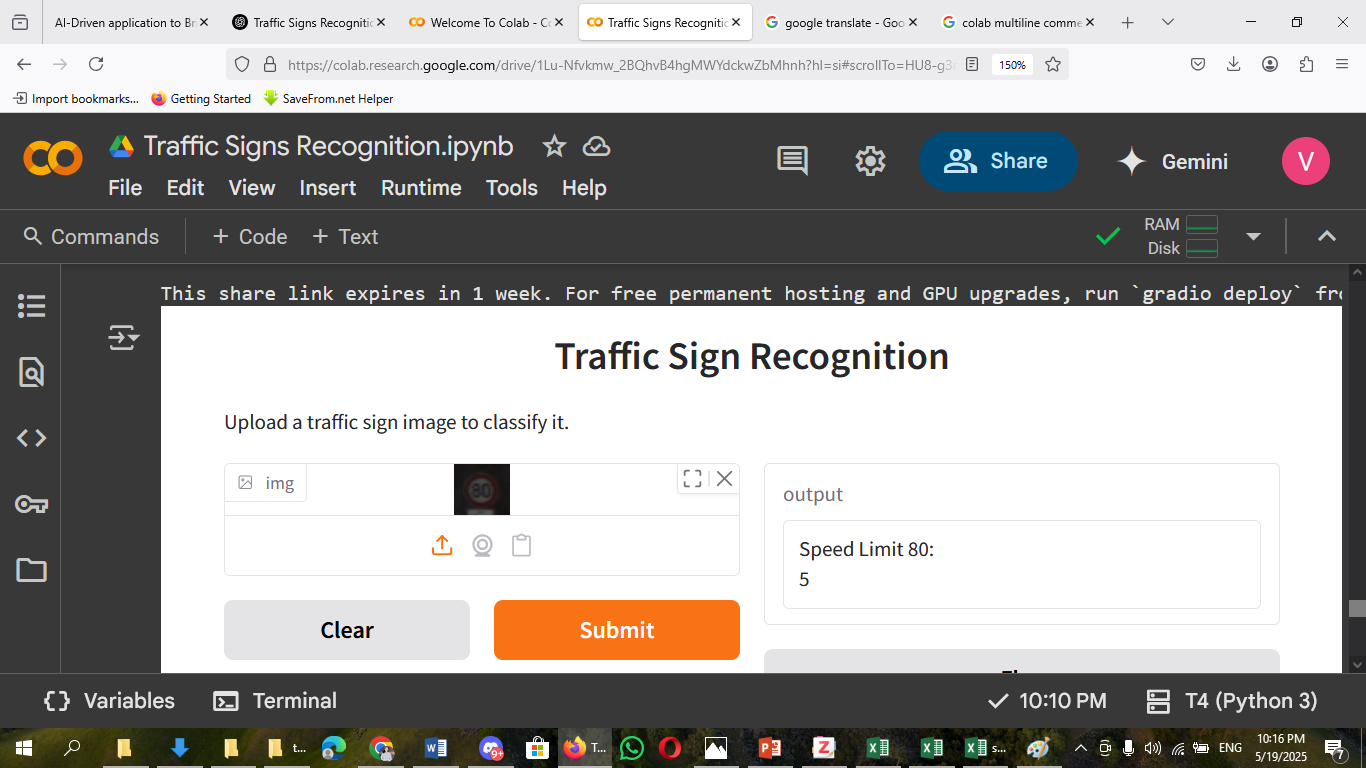 AI-Driven application to Br
Traffic Signs Recognitic
Welcome To Colab - Co
Traffic Signs Recognitic
google translate - Goo
colab multiline comme
https://colab.research.google.com/drive/1Lu-Nfvkmw_2BQhvB4hgMWYdckwZbMhnh?hl=si#scrollTo=HU8-g3
150%
Import bookmarks...
Getting Started
SaveFrom.net Helper
Traffic Signs Recognition.ipynb
Share
Gemini
V
File Edit View Insert Runtime Tools Help
Commands
+ Code + Text
RAM
Disk
This share link expires in 1 week. For free permanent hosting and GPU upgrades, run `gradio deploy` fro
Traffic Sign Recognition
Upload a traffic sign image to classify it.
img
80
output
Speed Limit 80:
5
Clear
Submit
Variables
Terminal
10:10 PM
T4 (Python 3)
T...
t...
9+
s...
ENG
10:16 PM
5/19/2025
7